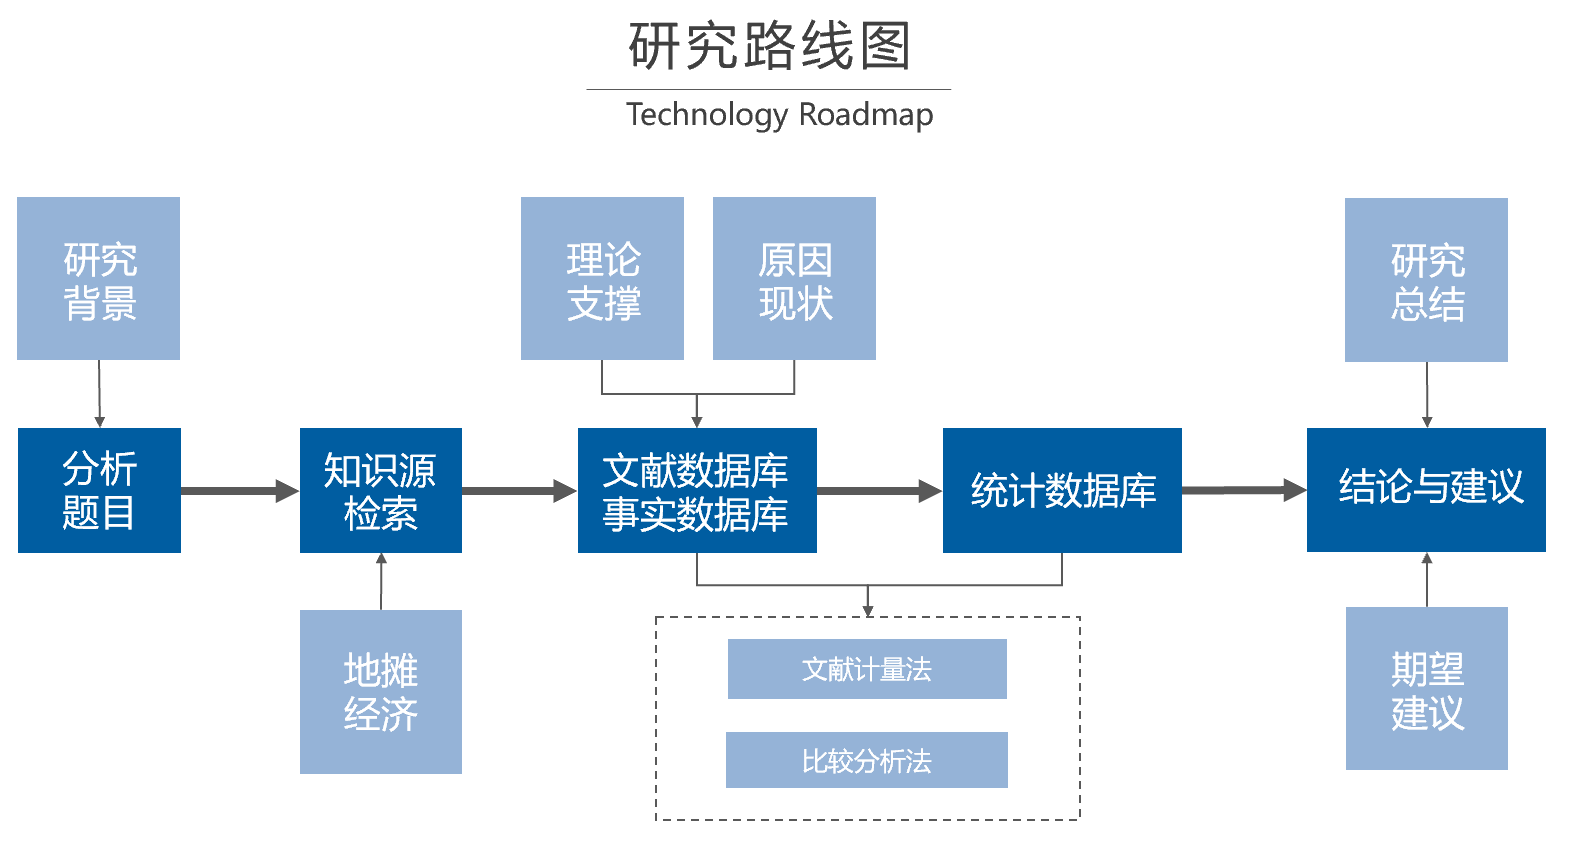 研究路线图
Technology Roadmap
研究
背景
理论
支撑
原因
现状
研究
总结
分析
题目
知识源
检索
文献数据库
事实数据库
统计数据库
结论与建议
地摊
经济
文献计量法
比较分析法
期望
建议